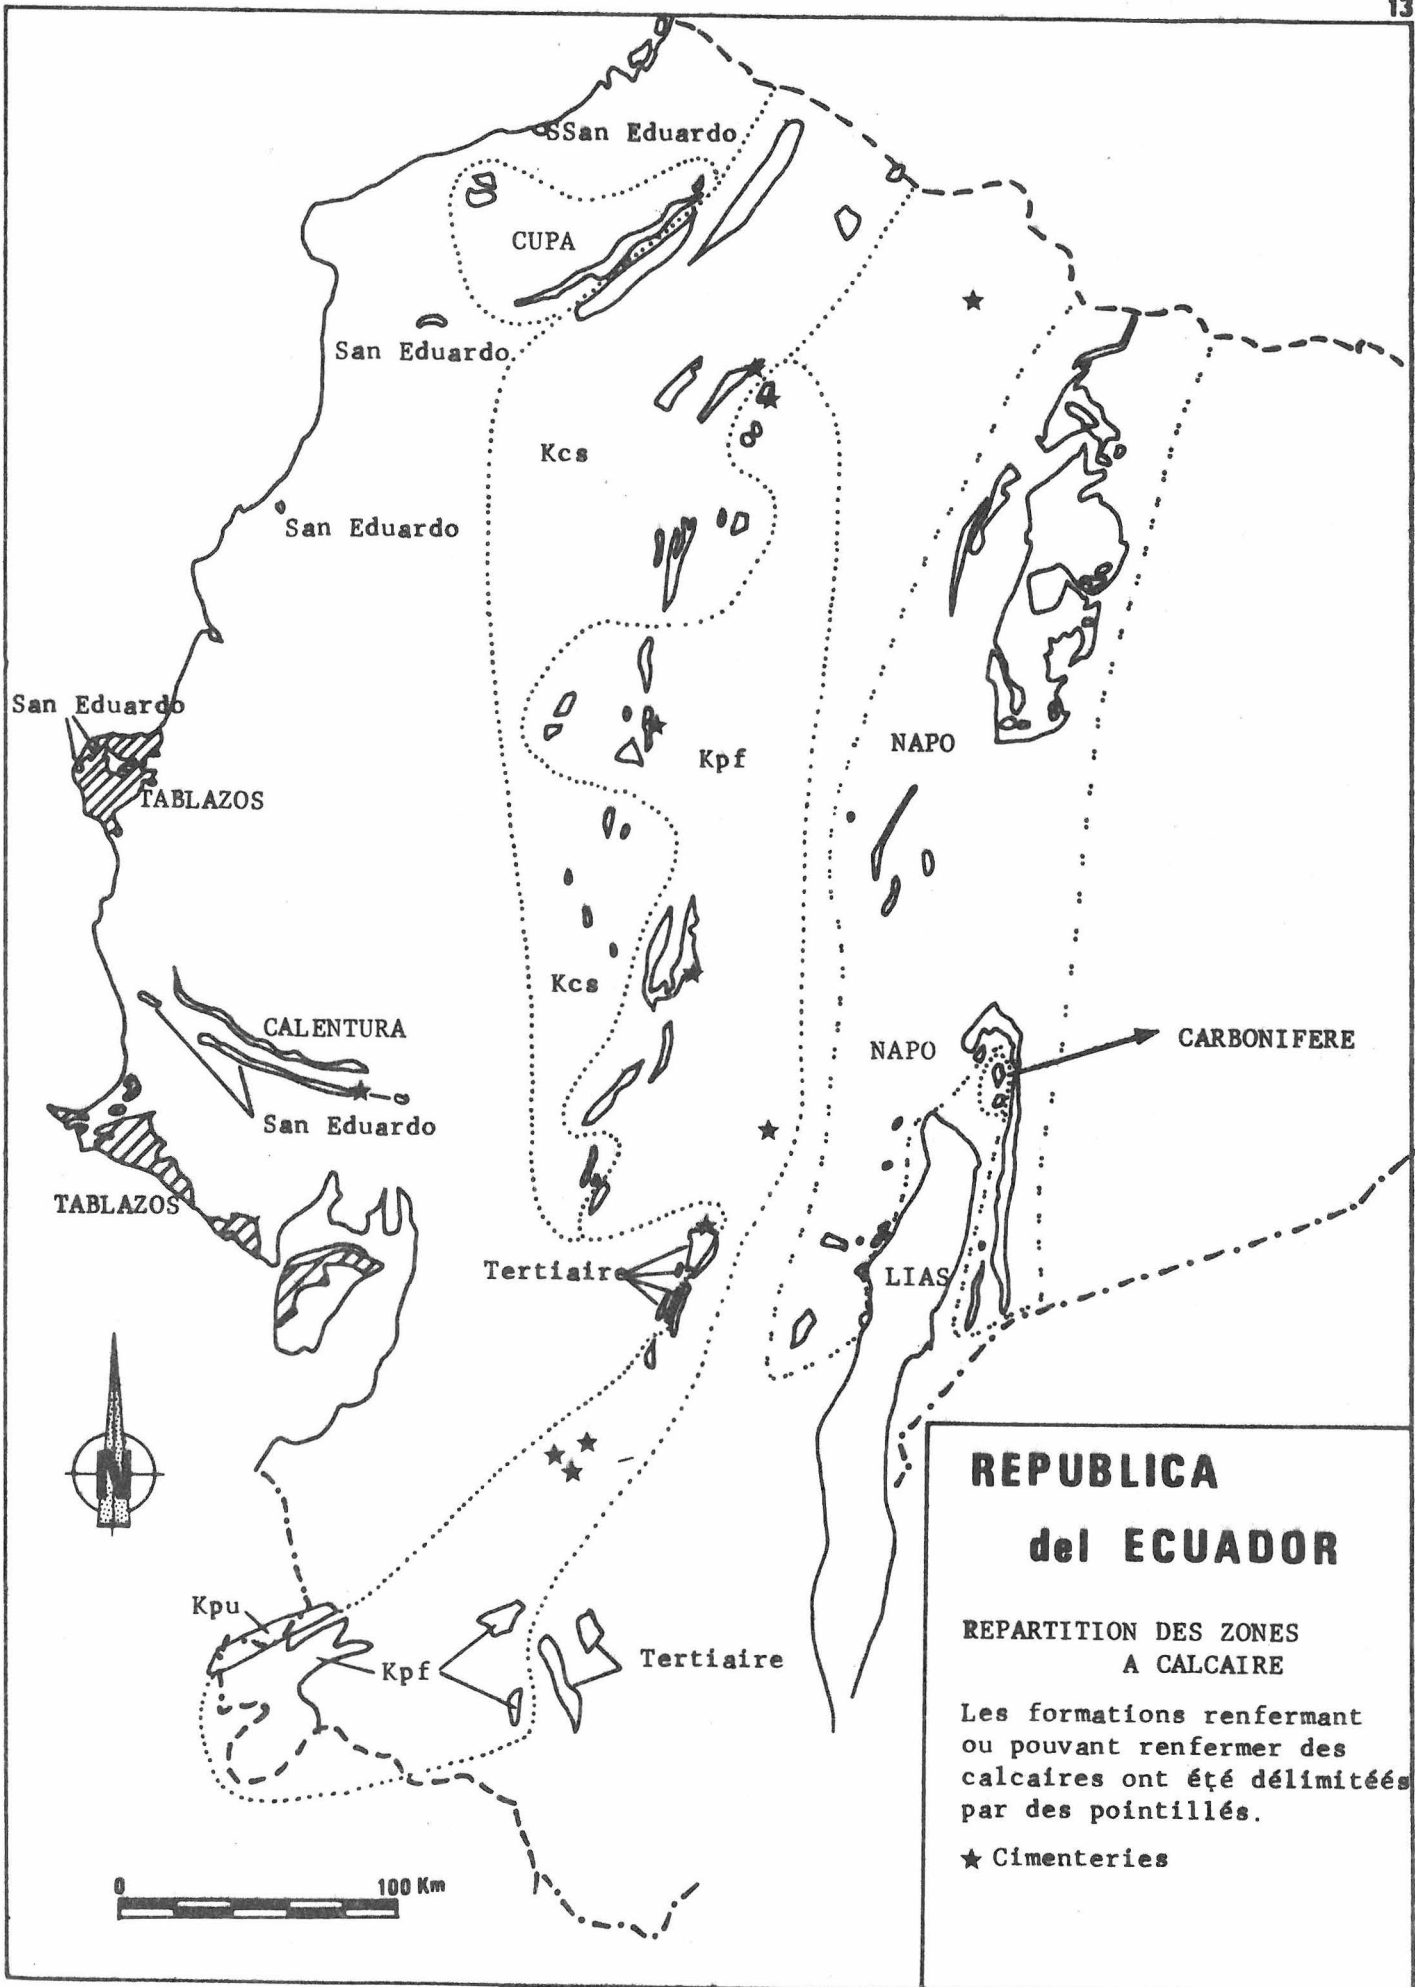 13
SSan Eduardo
CUPA
San Eduardo
Kcs
San Eduardo
San Eduardo
NAPO
Kpf
TABLAZOS
Kcs
CALENTURA
NAPO
CARBONIFERE
San Eduardo
TABLAZOS
Tertiaire
LIAS
N
REPUBLICA
del ECUADOR
Kpu
REPARTITION DES ZONES
A CALCAIRE
Tertiaire
Kpf
Les formations renfermant
ou pouvant renfermer des
calcaires ont été délimitéés
par des pointillés.
★ Cimenteries
0 100 Km